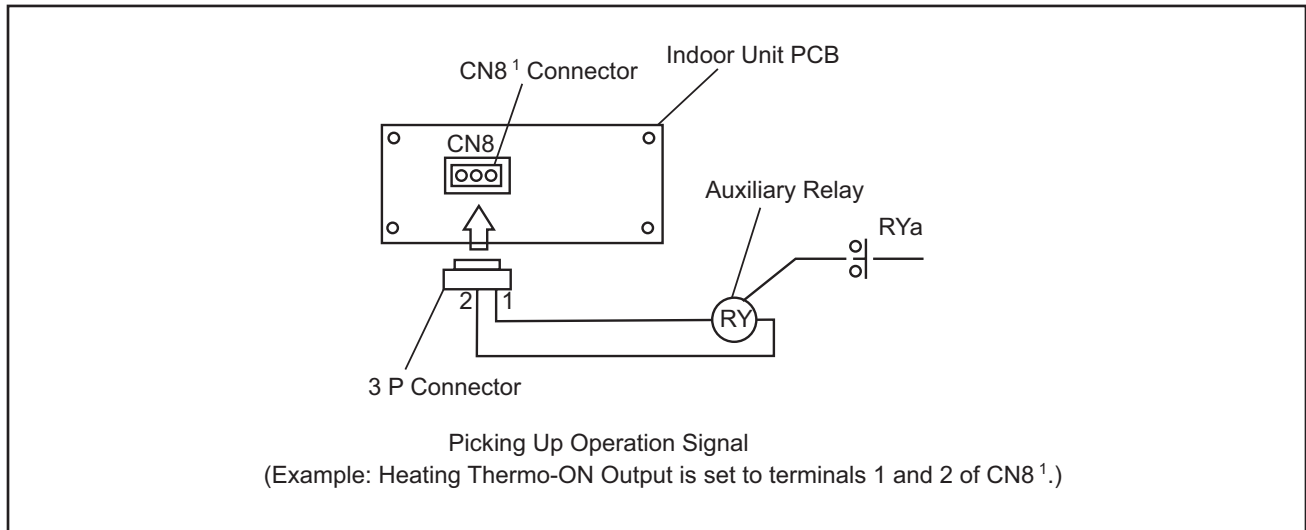 Indoor Unit PCB
CN8 ¹ Connector
CN8
Auxiliary Relay
RYa
2 1
RY
3 P Connector
Picking Up Operation Signal
(Example: Heating Thermo-ON Output is set to terminals 1 and 2 of CN8 ¹.)